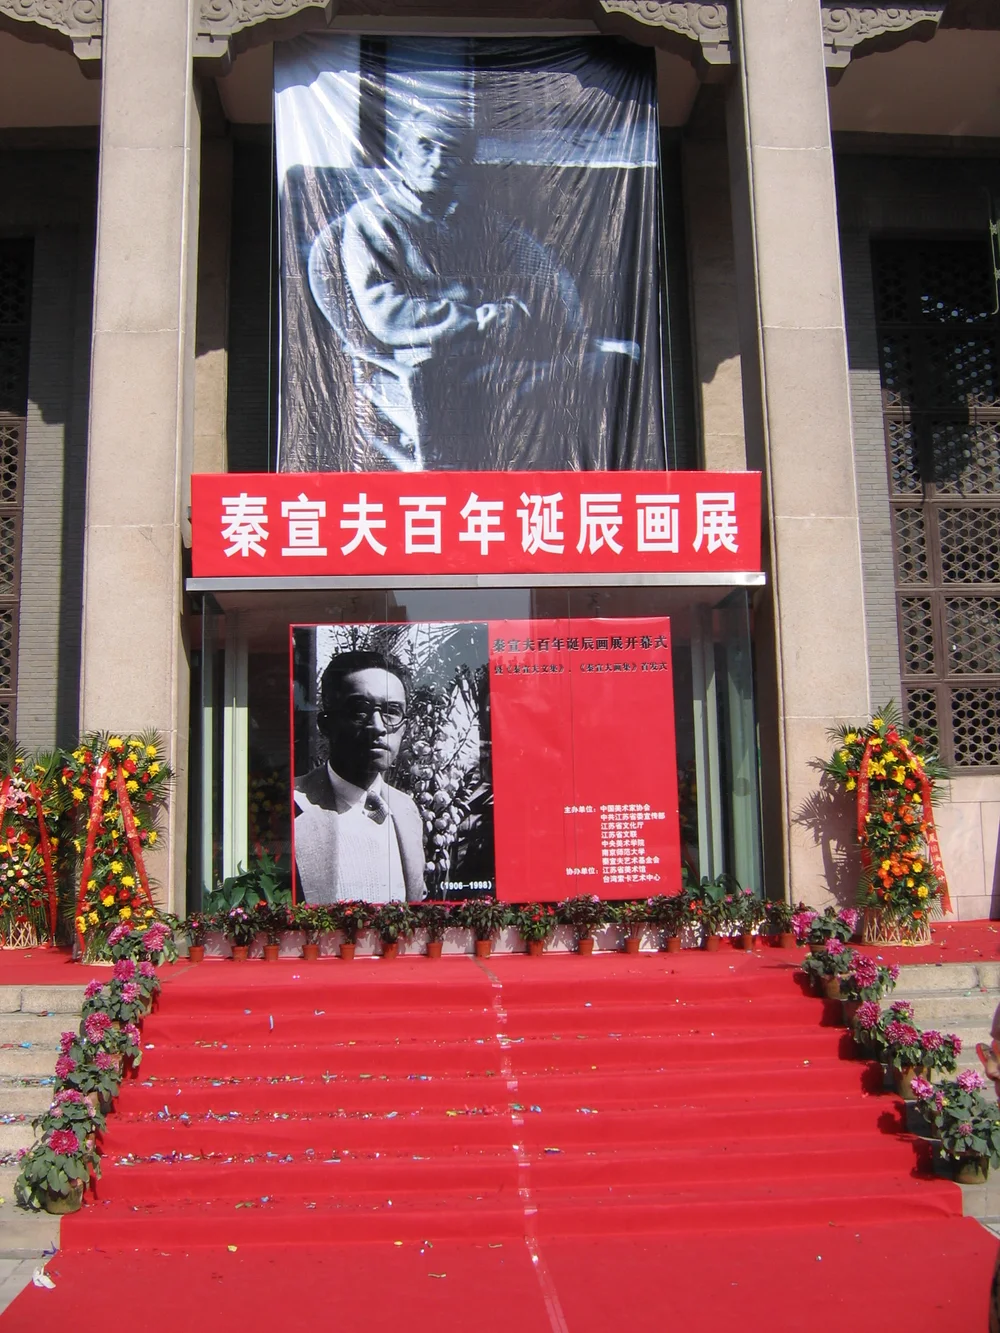 秦宣夫百年诞辰画展
秦宣夫百年诞辰画展开幕式
暨《秦宣夫文集》、《秦宣夫画集》首发式
主办单位：中国美术家协会
中共江苏省委宣传部
江苏省文化厅
江苏省文联
中央美术学院
南京师范大学
秦宣夫艺术基金会
协办单位：江苏省美术馆
台湾索卡艺术中心
(1906-1998)